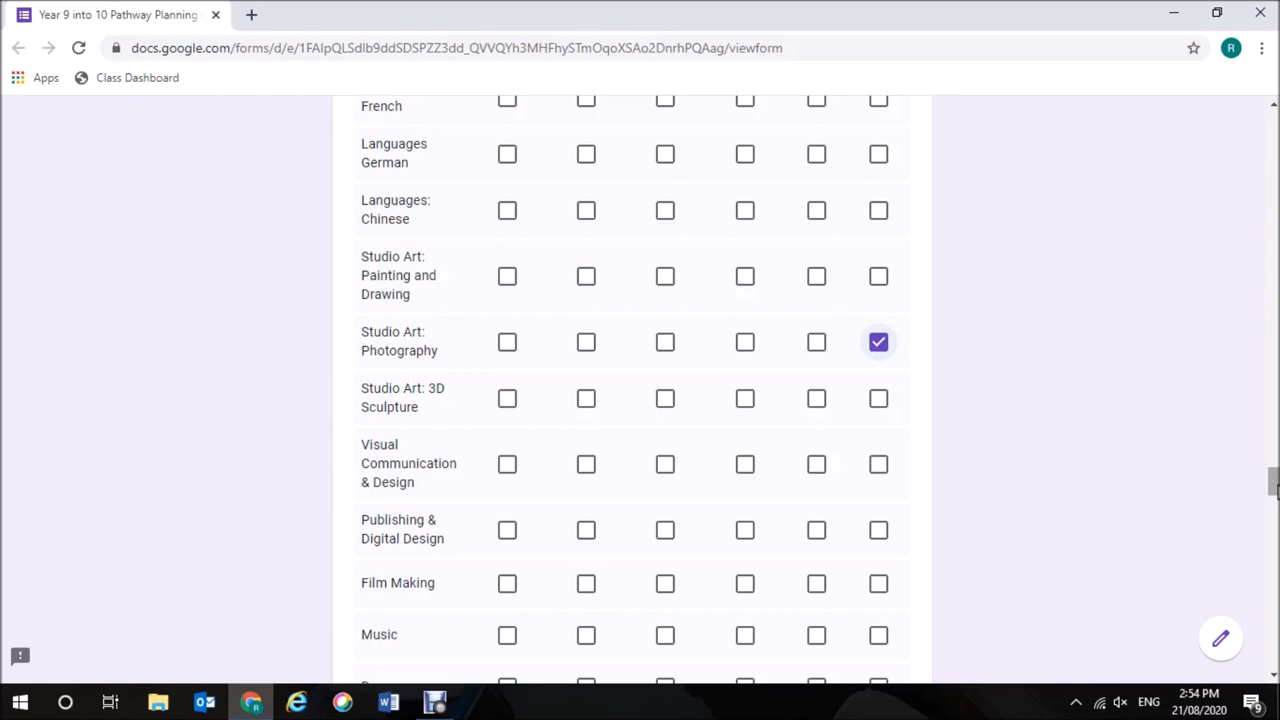 Year 9 into 10 Pathway Planning
docs.google.com/forms/d/e/1FAIpQLSdIb9ddSDSPZZ3dd_QVVQYh3MHFhySTmOqoXSAo2DnrhPQAag/viewform
R
Apps
Class Dashboard
French
Languages
German
Languages:
Chinese
Studio Art:
Painting and
Drawing
Studio Art:
Photography
Studio Art: 3D
Sculpture
Visual
Communication
& Design
Publishing &
Digital Design
Film Making
Music
ENG
2:54 PM
21/08/2020
9